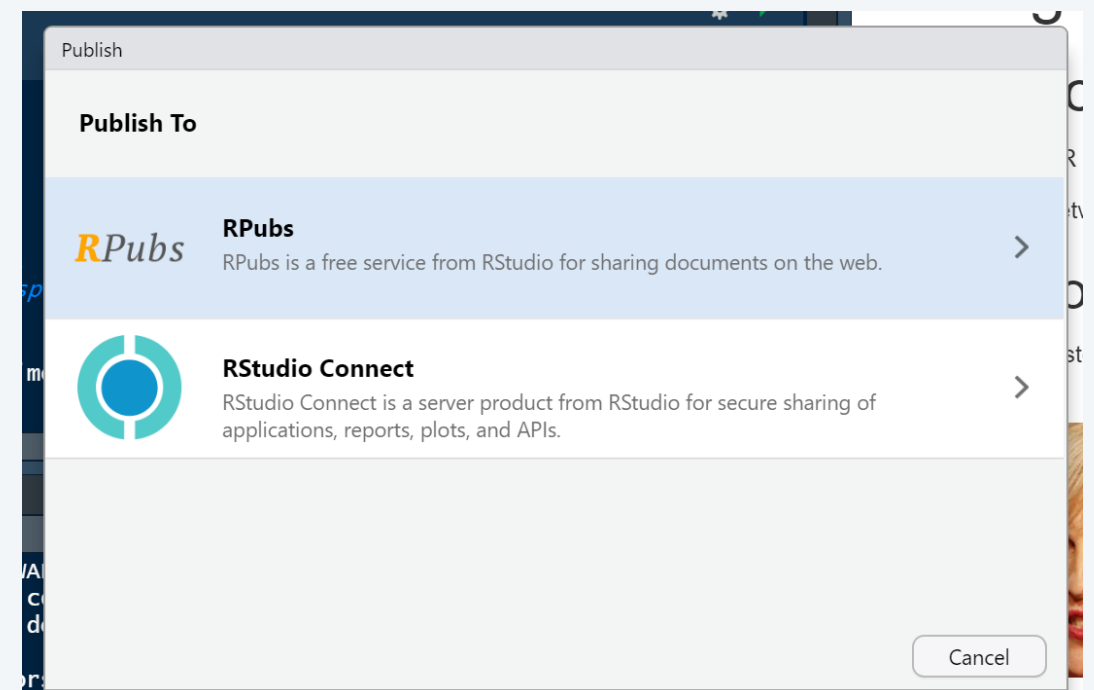 Publish
Publish To
RPubs
RPubs
RPubs is a free service from RStudio for sharing documents on the web.
RStudio Connect
RStudio Connect is a server product from RStudio for secure sharing of
applications, reports, plots, and APIs.
Cancel